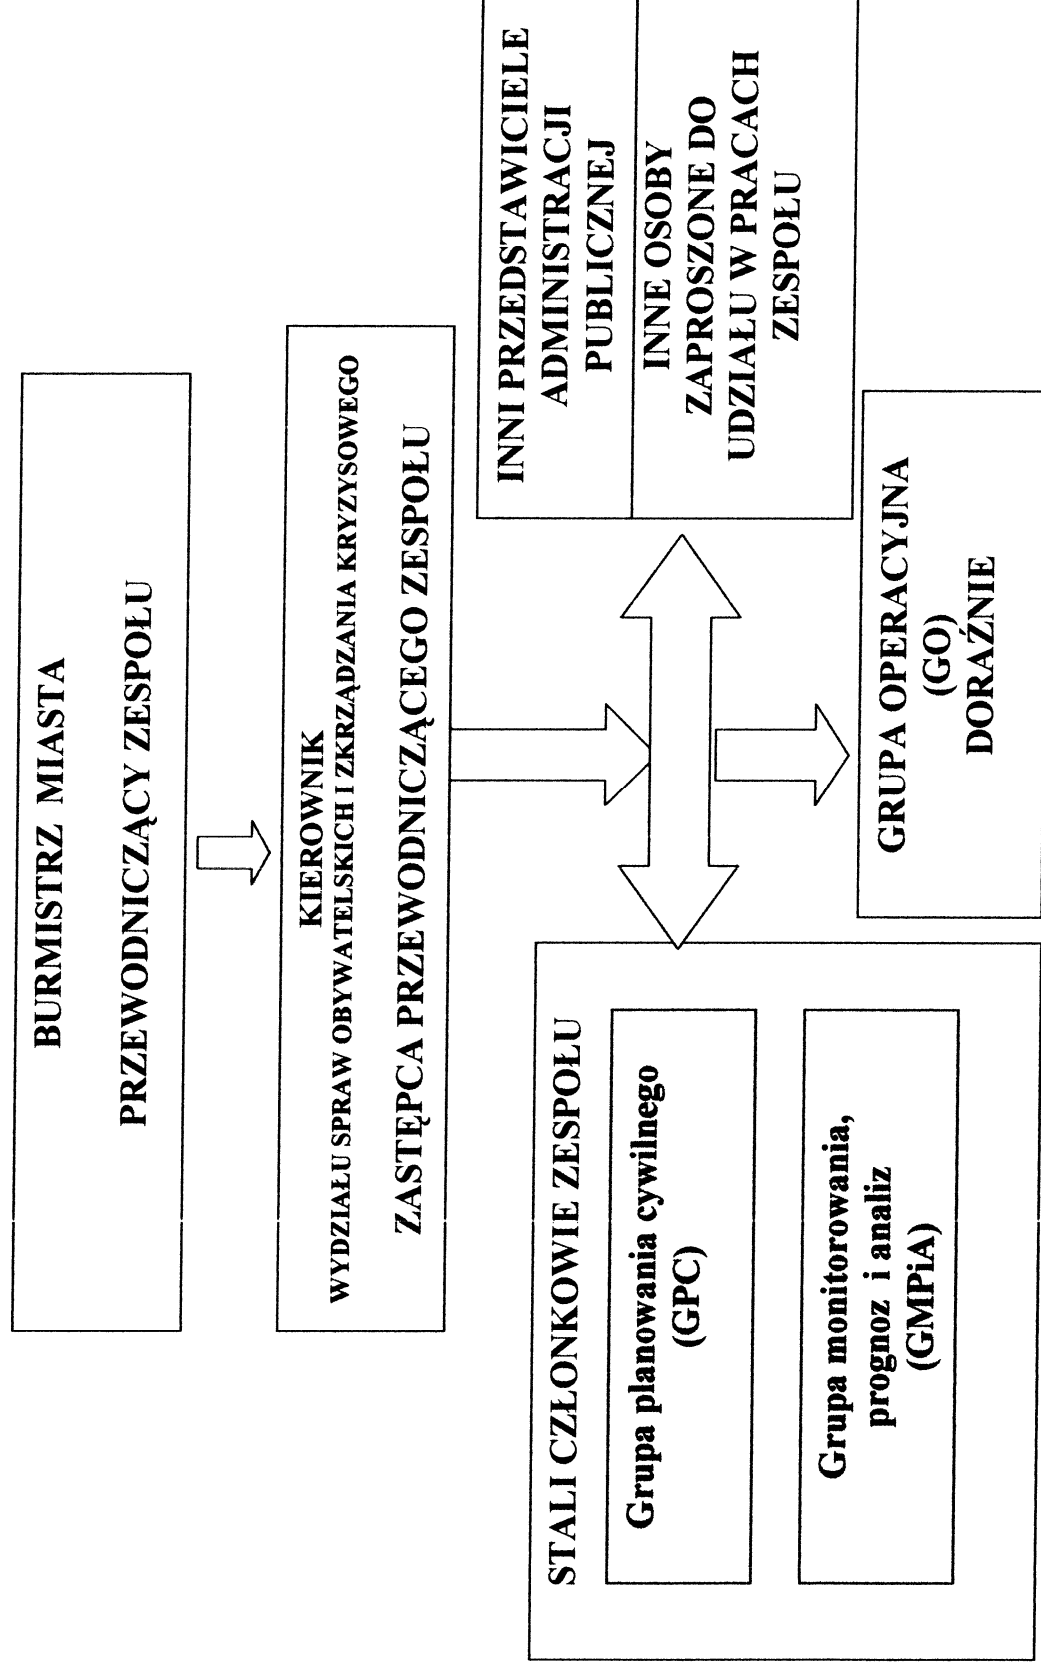 BURMISTRZ MIASTA
PRZEWODNICZĄCY ZESPOŁU
KIEROWNIK
WYDZIAŁU SPRAW OBYWATELSKICH I ZKRZĄDZANIA KRYZYSOWEGO
ZASTĘPCA PRZEWODNICZĄCEGO ZESPOŁU
STALI CZŁONKOWIE ZESPOŁU
Grupa planowania cywilnego
(GPC)
Grupa monitorowania,
prognoz i analiz
(GMPiA)
INNI PRZEDSTAWICIELE
ADMINISTRACJI
PUBLICZNEJ
INNE OSOBY
ZAPROSZONE DO
UDZIAŁU W PRACACH
ZESPOŁU
GRUPA OPERACYJNA
(GO)
DORAŹNIE